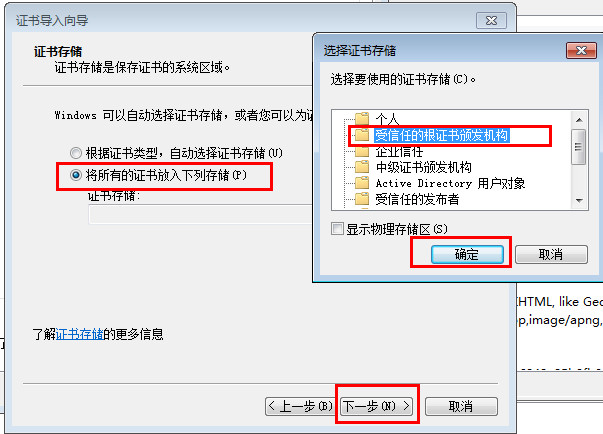 证书导入向导
证书存储
证书存储是保存证书的系统区域。
Windows 可以自动选择证书存储，或者您可以为证
根据证书类型，自动选择证书存储(U)
将所有的证书放入下列存储(P)
证书存储:
了解证书存储的更多信息
< 上一步(B)
下一步(N) >
取消
选择证书存储
选择要使用的证书存储(C)。
个人
受信任的根证书颁发机构
企业信任
中级证书颁发机构
Active Directory 用户对象
受信任的发布者
显示物理存储区(S)
确定
取消
(HTML, like Gec
p,image/apng,